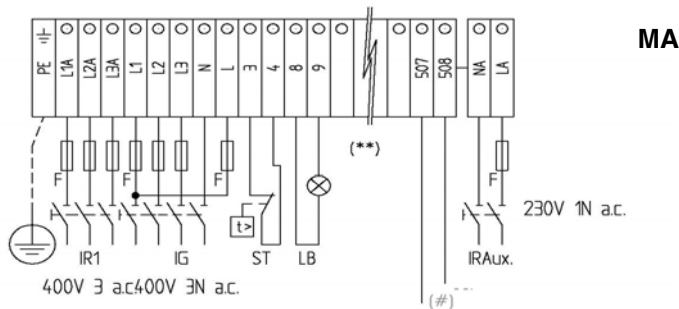 MA
PE L1A L2A L3A L1 L2 L3 N L 3 4 8 9 507 508 NA LA
(**)
F F F F
t>
230V 1N a.c.
IR1 IG ST LB IRAux.
400V 3 a.c.400V 3N a.c.
(#)